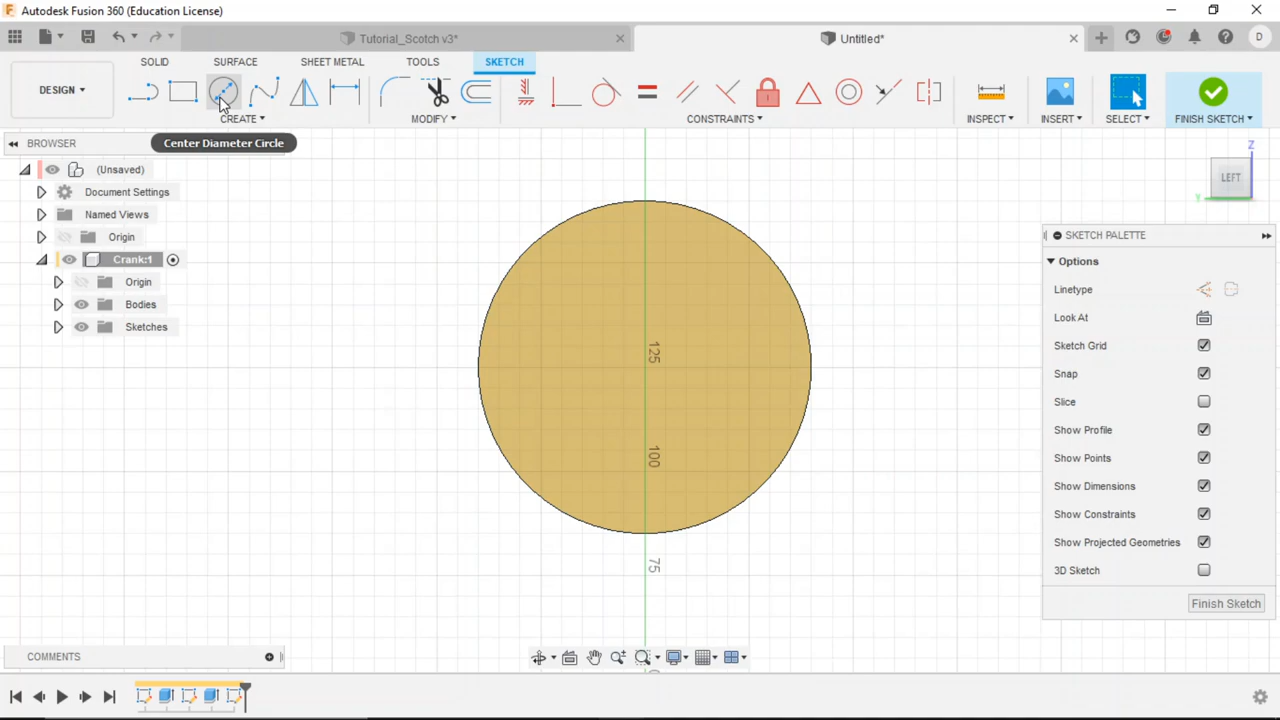 Autodesk Fusion 360 (Education License)
Tutorial_Scotch v3*
Untitled*
D
SOLID
SURFACE
SHEET METAL
TOOLS
SKETCH
DESIGN
CREATE
MODIFY
CONSTRAINTS
INSPECT
INSERT
SELECT
FINISH SKETCH
Center Diameter Circle
BROWSER
(Unsaved)
Document Settings
Named Views
Origin
Crank:1
Origin
Bodies
Sketches
125
100
75
Z
LEFT
Y
SKETCH PALETTE
Options
Linetype
Look At
Sketch Grid
Snap
Slice
Show Profile
Show Points
Show Dimensions
Show Constraints
Show Projected Geometries
3D Sketch
Finish Sketch
COMMENTS